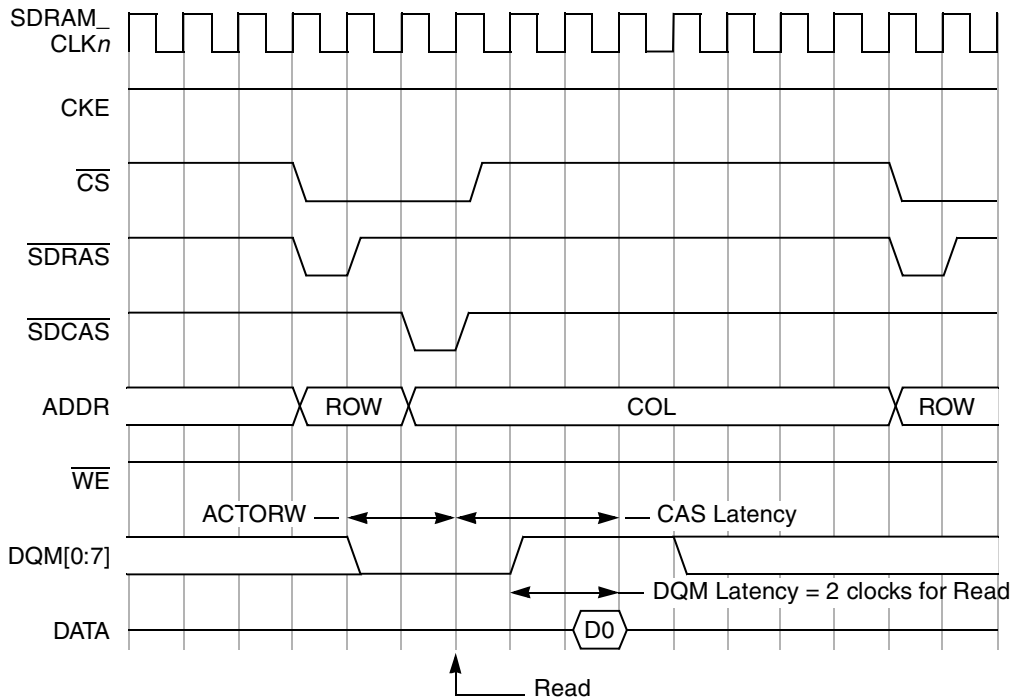 SDRAM_
CLKn
CKE
CS
SDRAS
SDCAS
ADDR
ROW
COL
ROW
WE
ACTORW
CAS Latency
DQM[0:7]
DQM Latency = 2 clocks for Read
DATA
D0
Read